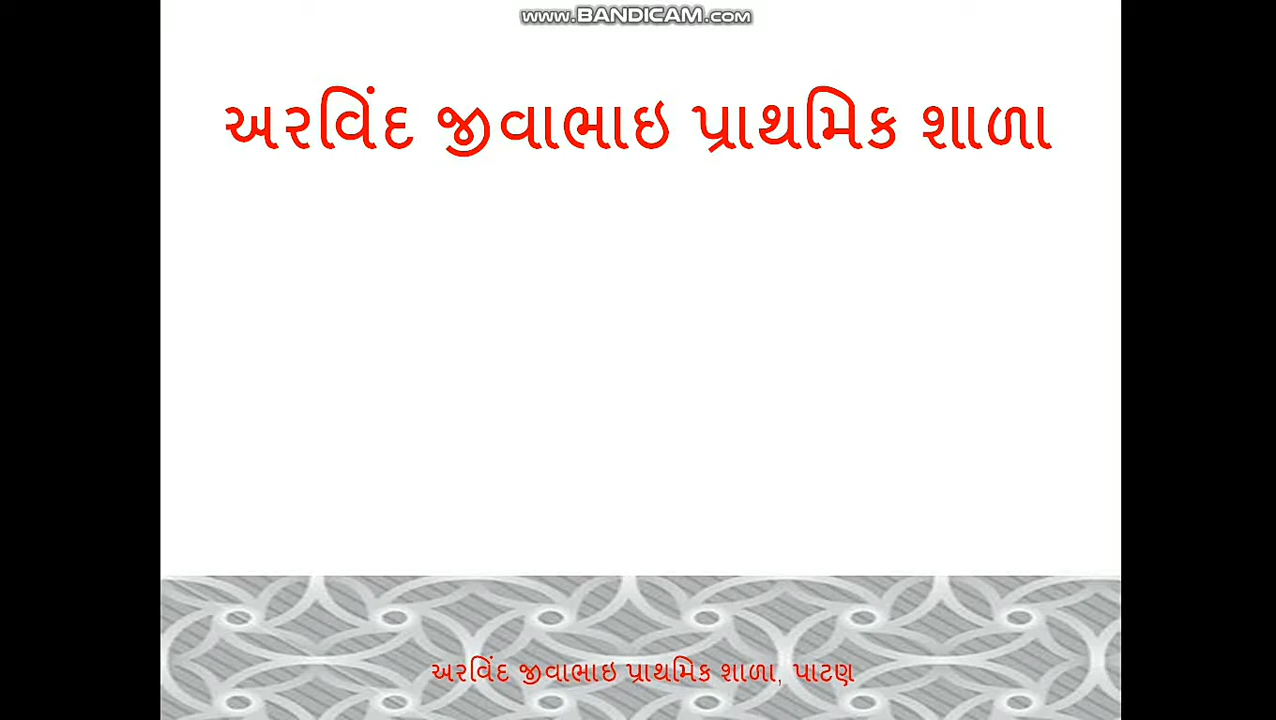 www.BANDICAM.com
અરવિંદ જીવાભાઇ પ્રાથમિક શાળા
અરવિંદ જીવાભાઇ પ્રાથમિક શાળા, પાટણ